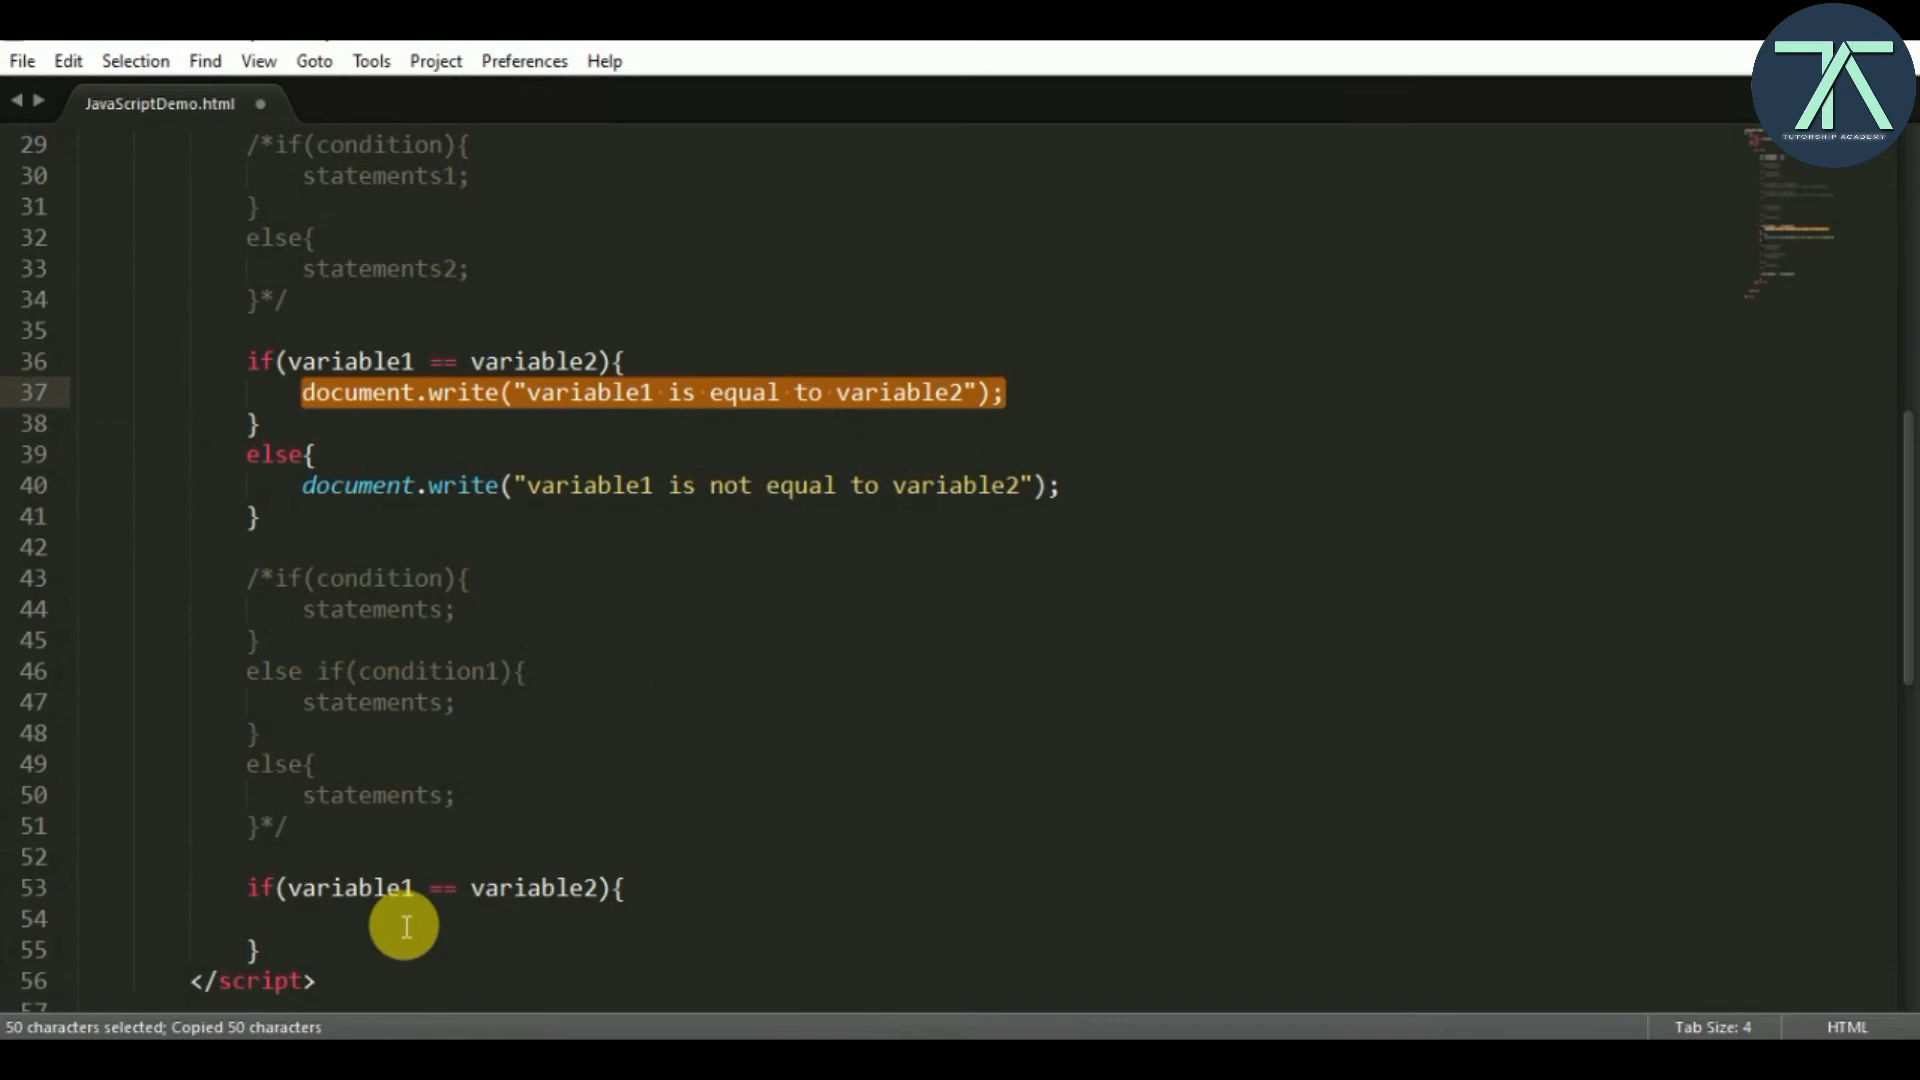 File Edit Selection Find View Goto Tools Project Preferences Help
JavaScriptDemo.html
TUTORSHIP ACADEMY
29 /*if(condition){
30 statements1;
31 }
32 else{
33 statements2;
34 }*/
35
36 if(variable1 == variable2){
37 document.write("variable1 is equal to variable2");
38 }
39 else{
40 document.write("variable1 is not equal to variable2");
41 }
42
43 /*if(condition){
44 statements;
45 }
46 else if(condition1){
47 statements;
48 }
49 else{
50 statements;
51 }*/
52
53 if(variable1 == variable2){
54
55 }
56 </script>
57
50 characters selected; Copied 50 characters Tab Size: 4 HTML